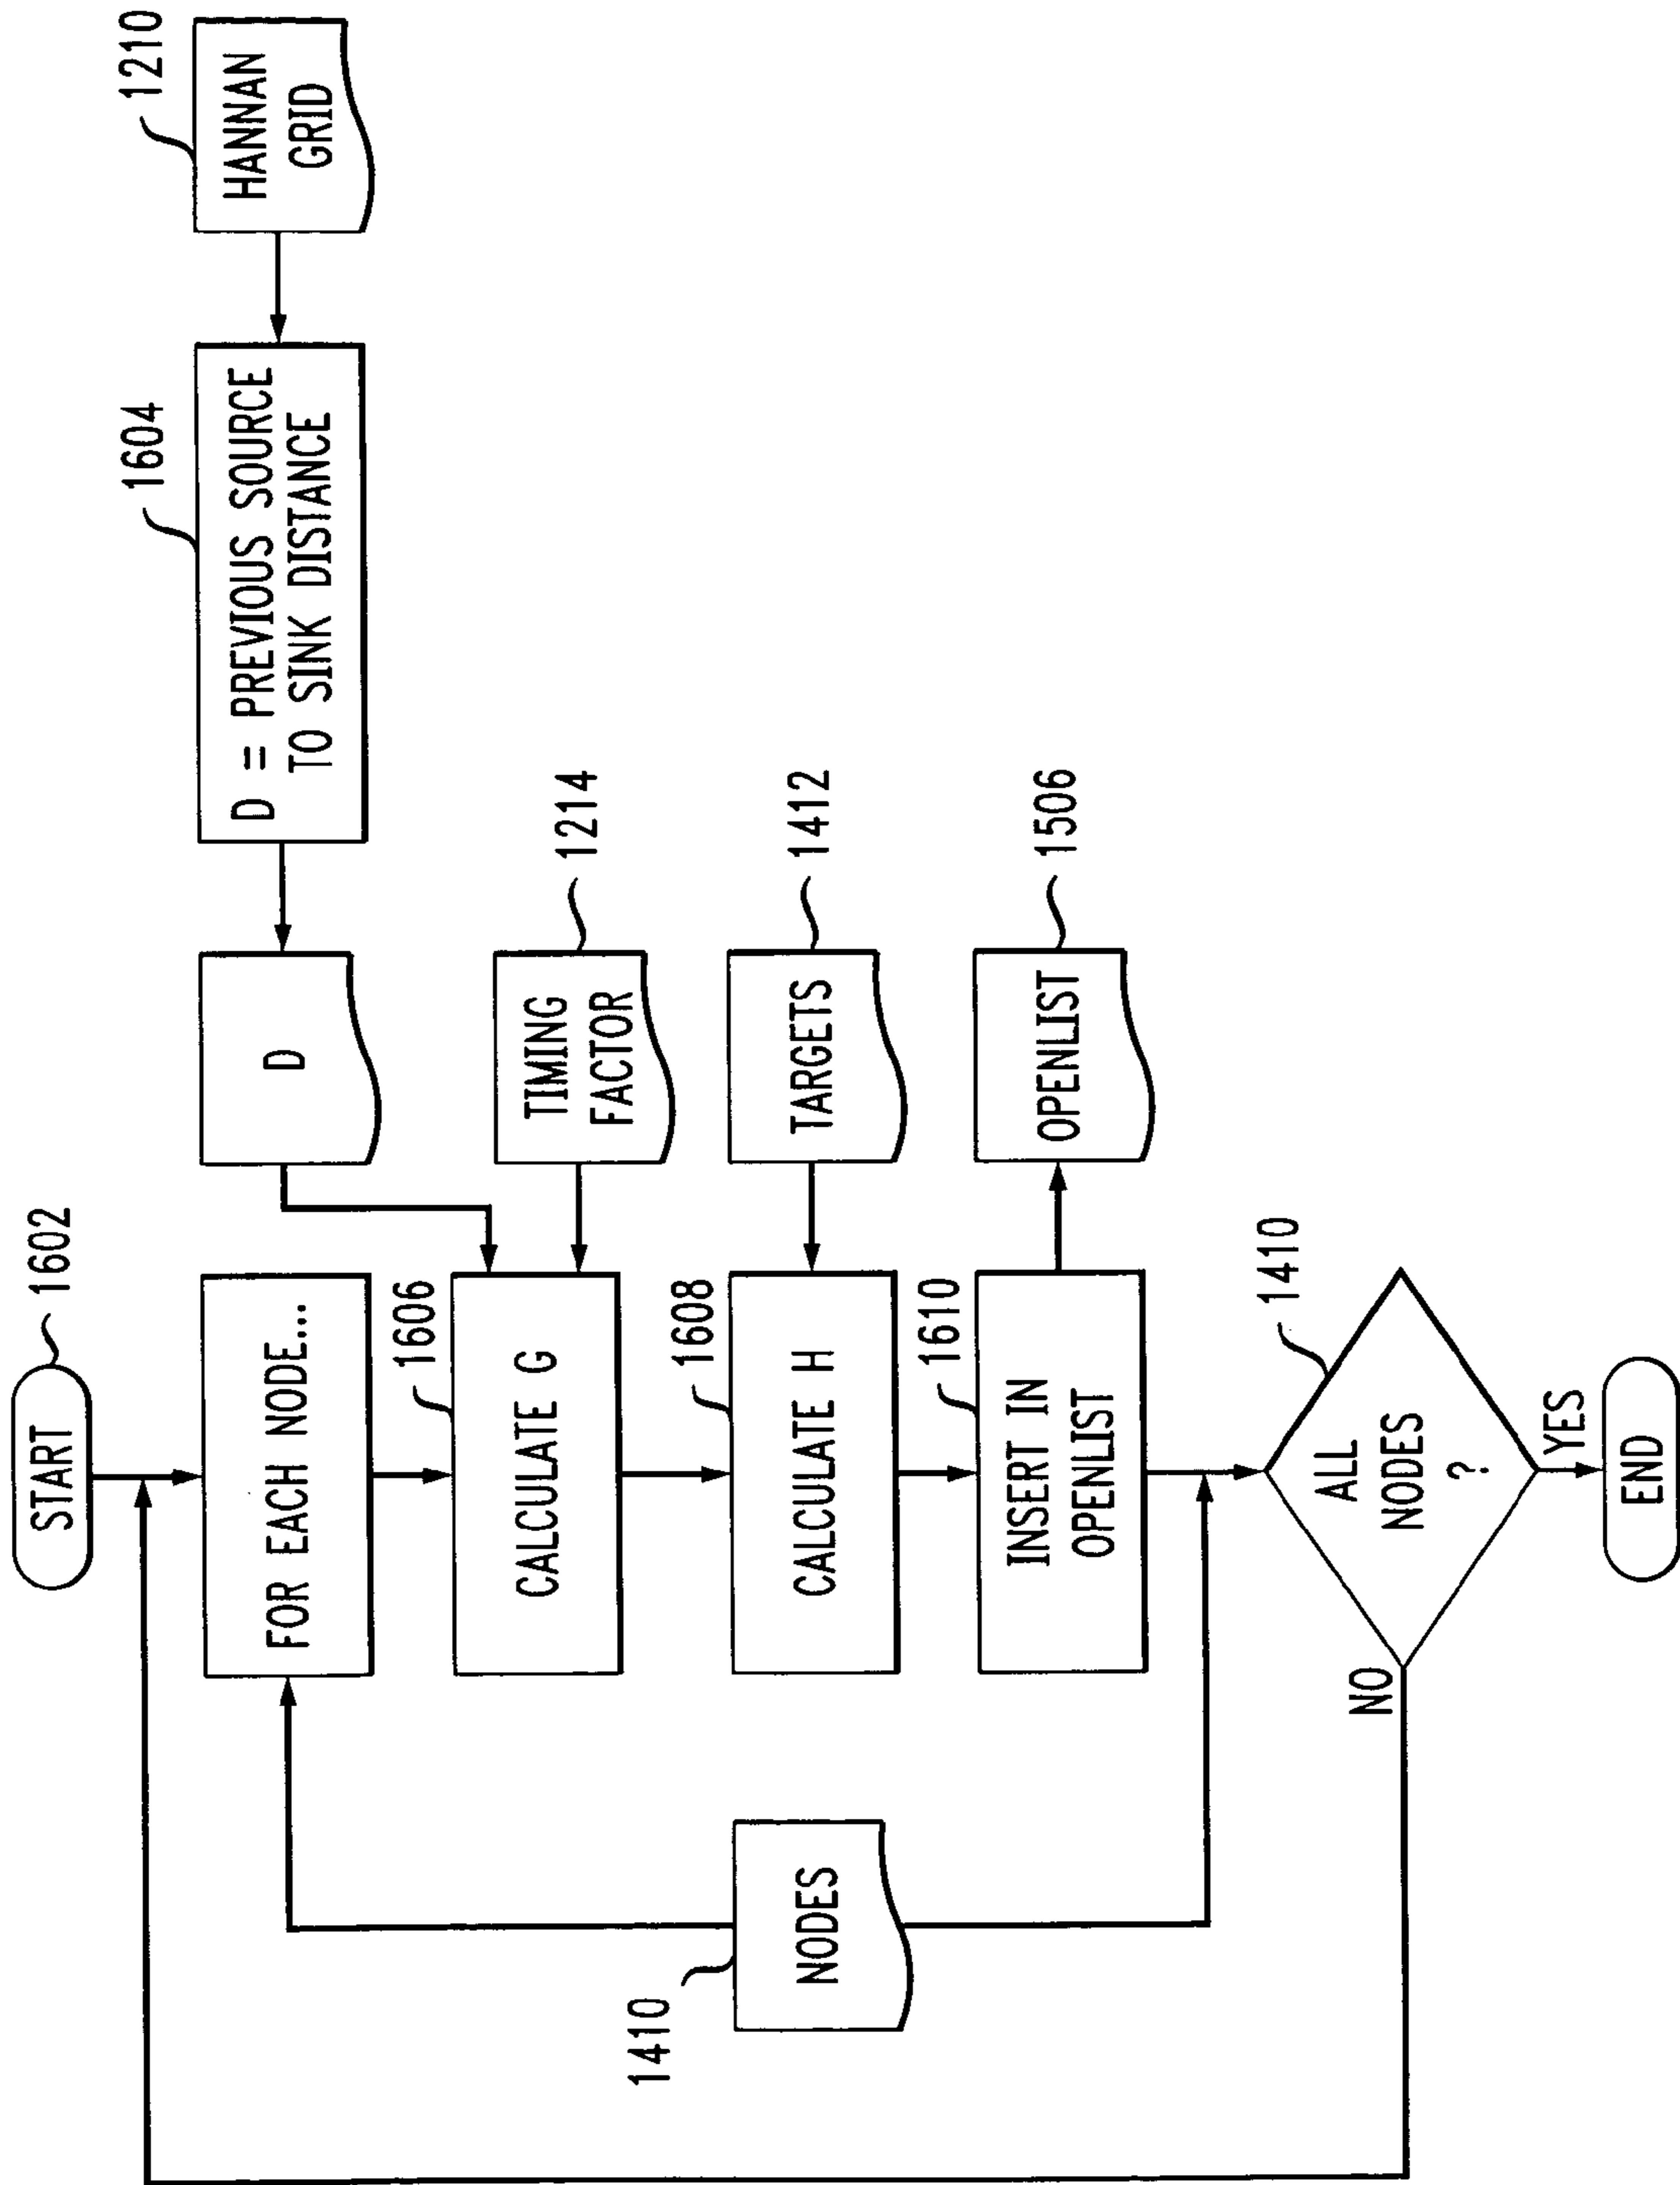 START
1602
FOR EACH NODE...
D
D = PREVIOUS SOURCE
TO SINK DISTANCE
1604
HANNAN
GRID
1210
1606
CALCULATE G
TIMING
FACTOR
1214
1410
NODES
1608
CALCULATE H
TARGETS
1412
1610
INSERT IN
OPENLIST
OPENLIST
1506
ALL
NODES
?
1410
NO
YES
END